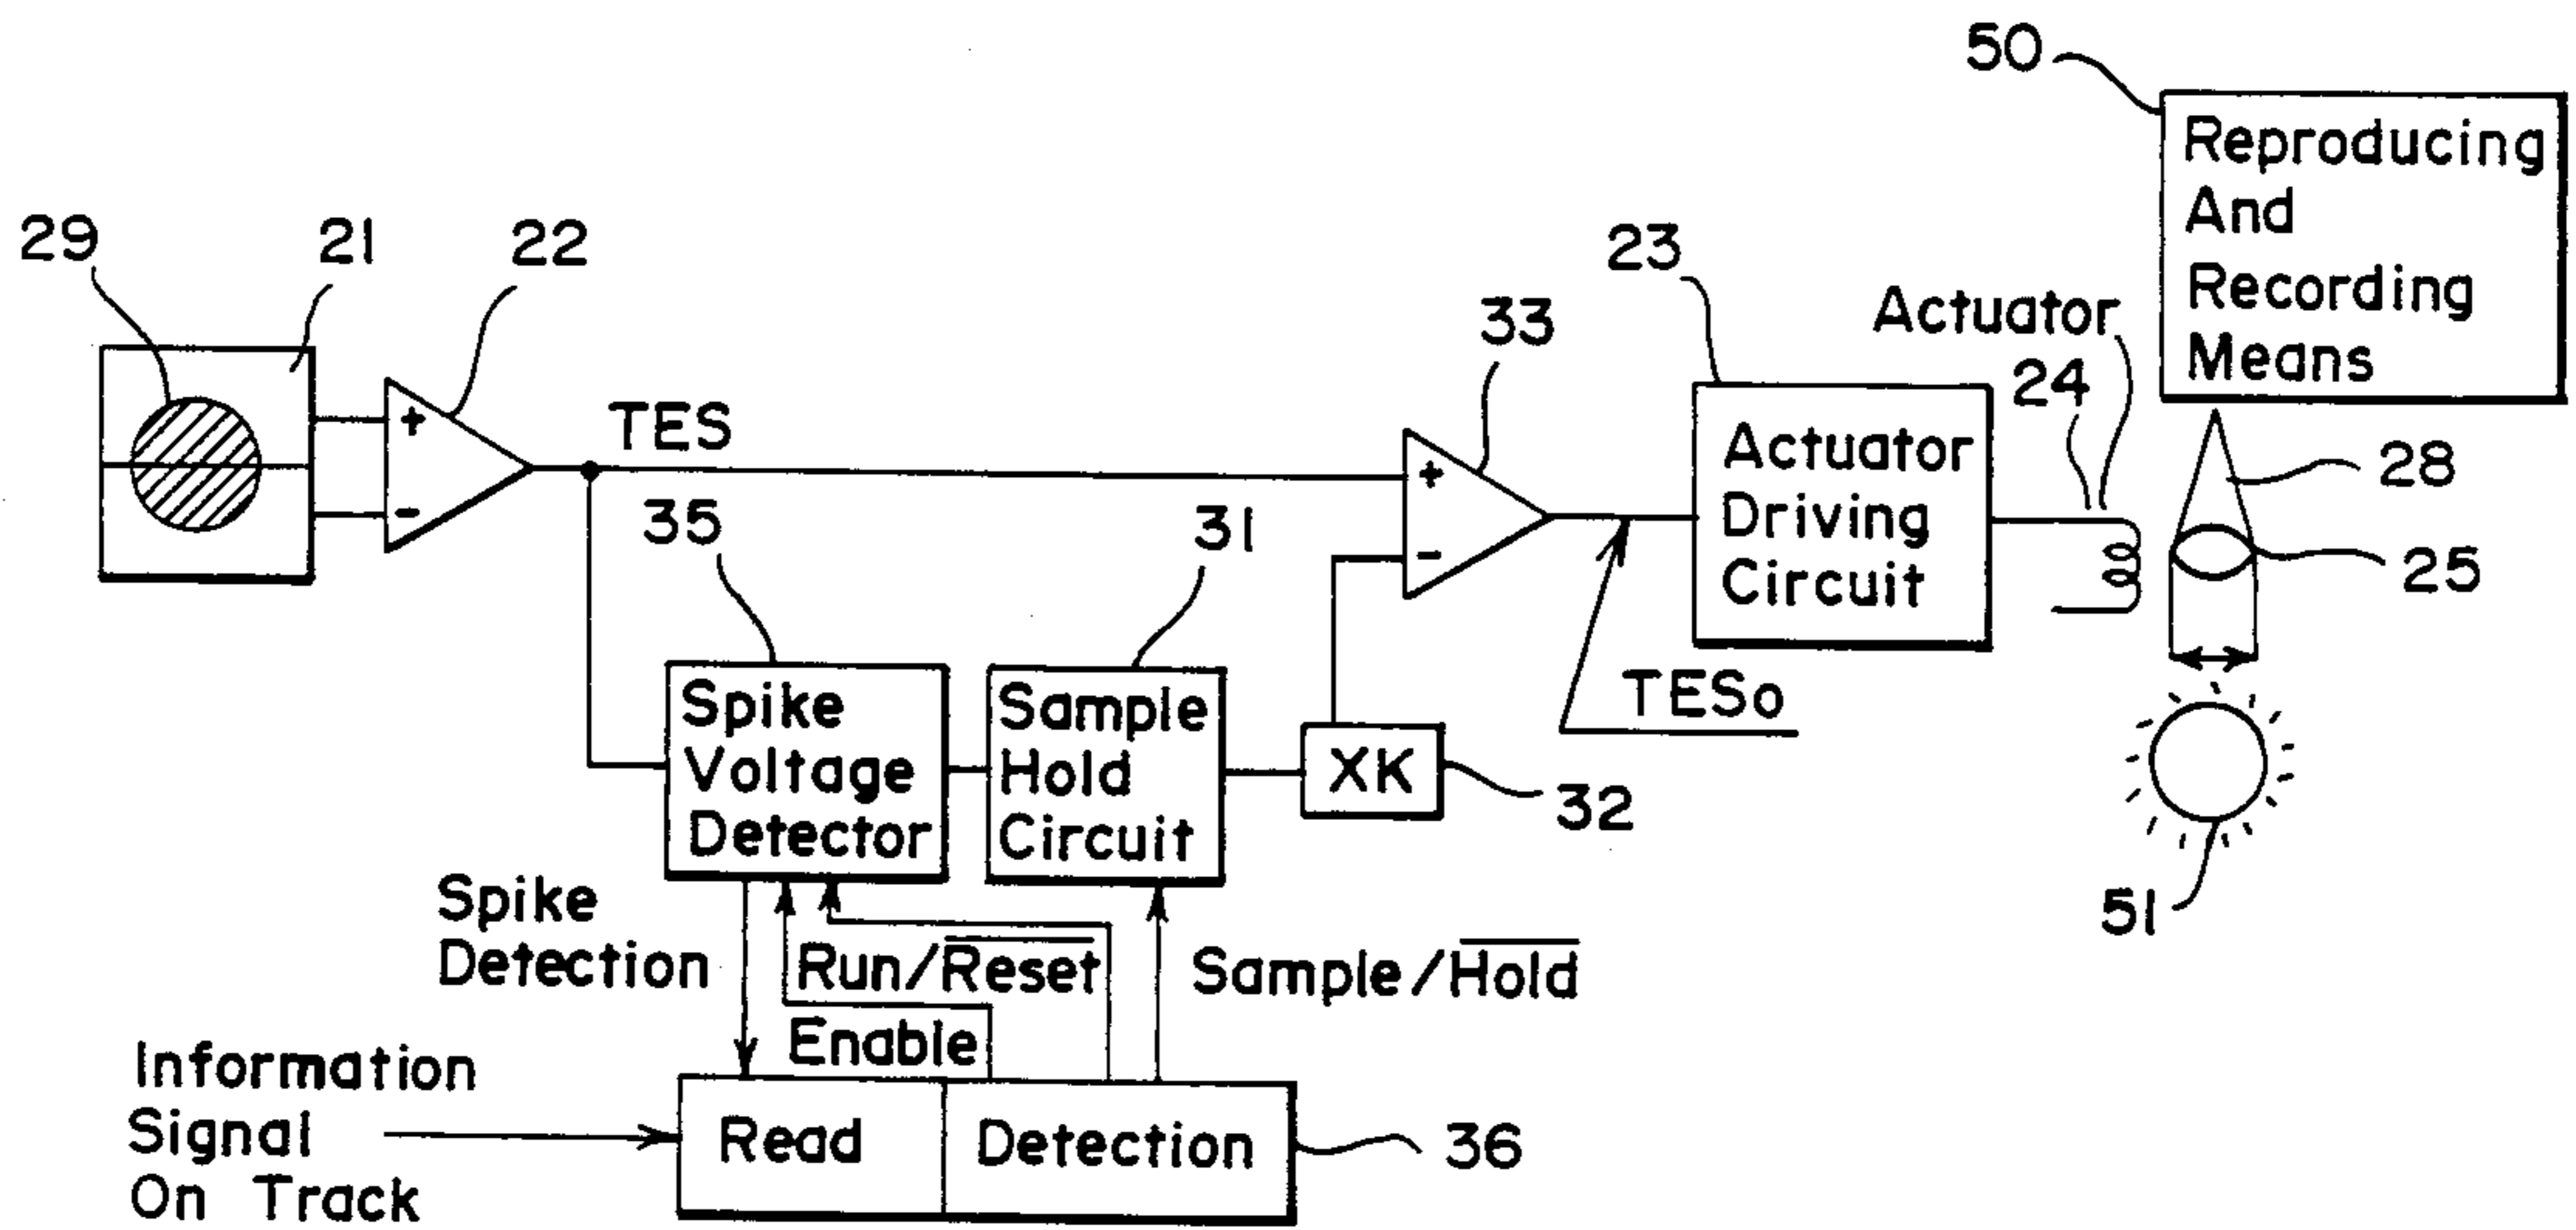 50
Reproducing
And
Recording
Means
29
21
22
23
Actuator
24
33
+
-
TES
+
-
Actuator
Driving
Circuit
28
25
35
31
Spike
Voltage
Detector
Sample
Hold
Circuit
XK
32
TESo
51
Spike
Detection
Run/Reset
Sample/Hold
Enable
Information
Signal
On Track
Read
Detection
36